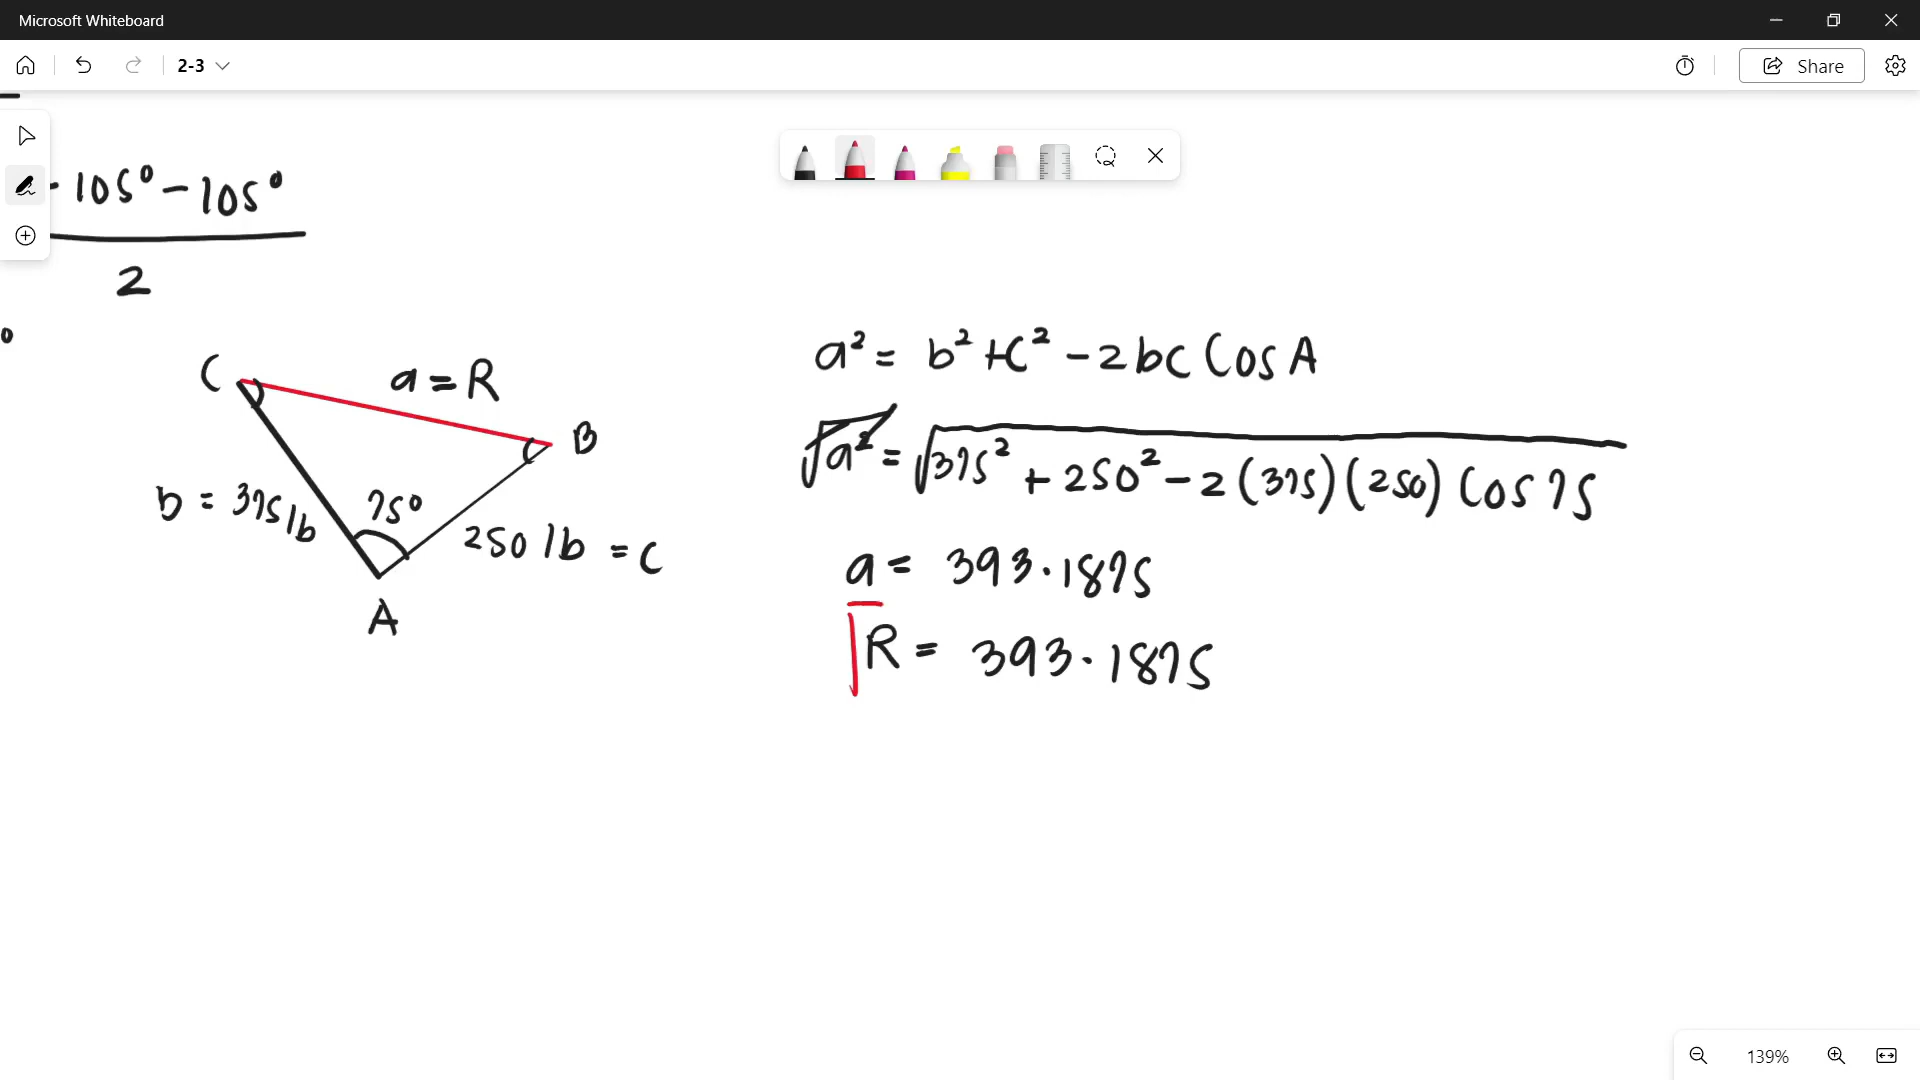 Microsoft Whiteboard
2-3
Share
- 105° - 105°
2
°
C
a = R
B
b = 375 lb
75°
250 lb = C
A
a² = b² + C² - 2bC Cos A
√a² = √375² + 250² - 2 (375) (250) Cos 75
a = 393.1875
R = 393.1875
139%